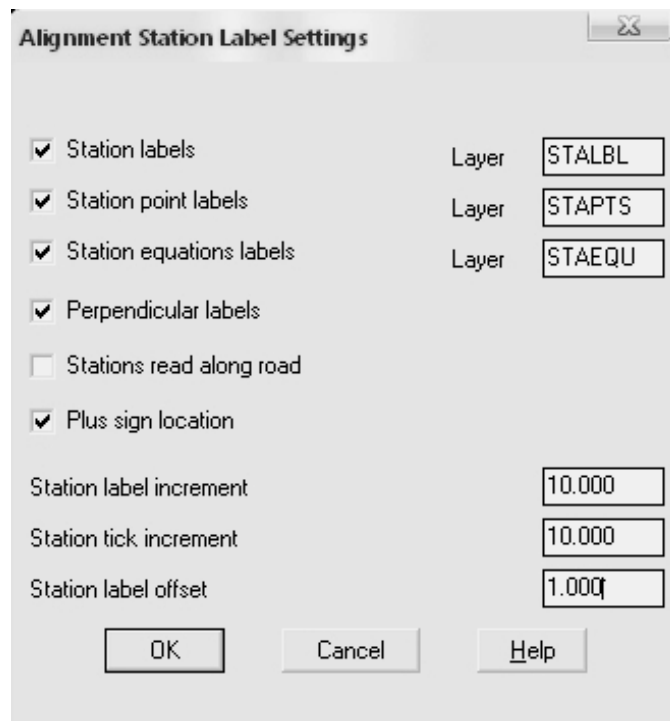 Alignment Station Label Settings
Station labels Layer STALBL
Station point labels Layer STAPTS
Station equations labels Layer STAEQU
Perpendicular labels
Stations read along road
Plus sign location
Station label increment 10.000
Station tick increment 10.000
Station label offset 1.000
OK Cancel Help